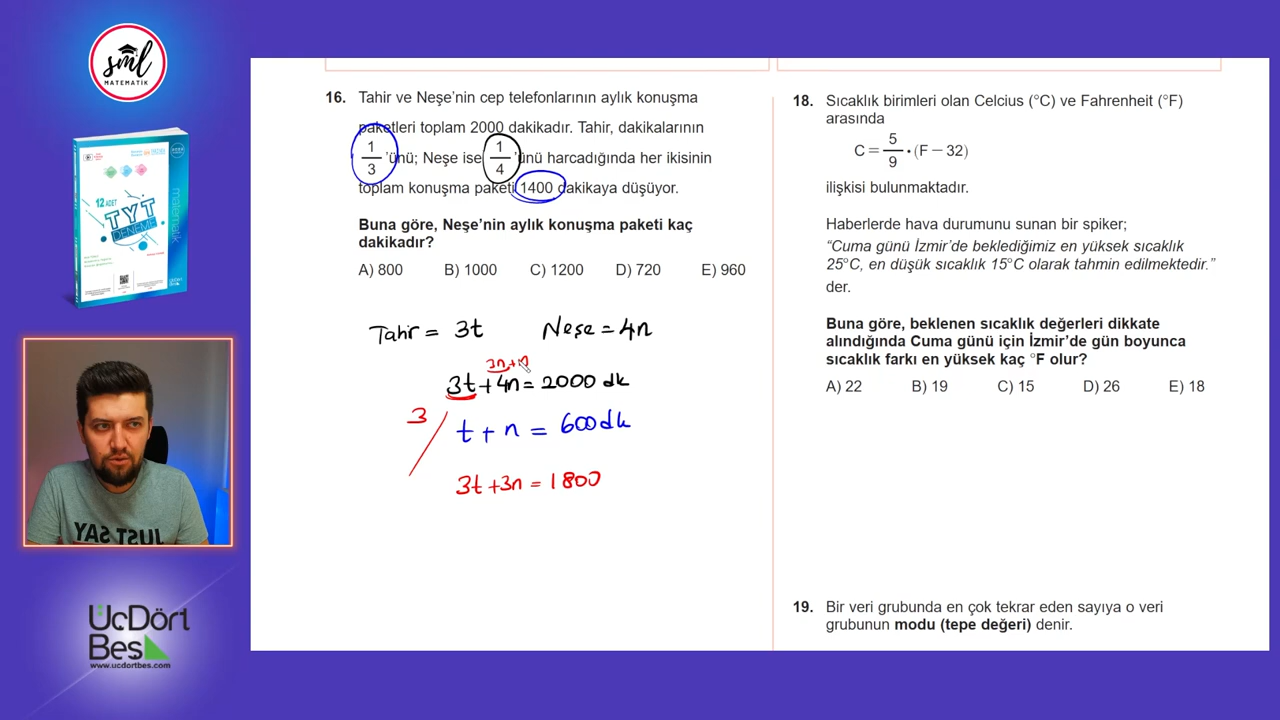 sml
MATEMATİK
12 ADET
TYT
DENEME
matematik
JUST SAY
ÜcDört
Beş
www.ucdortbes.com
16. Tahir ve Neşe'nin cep telefonlarının aylık konuşma
paketleri toplam 2000 dakikadır. Tahir, dakikalarının
1/3 'ünü; Neşe ise 1/4 'ünü harcadığında her ikisinin
toplam konuşma paketi 1400 dakikaya düşüyor.
Buna göre, Neşe'nin aylık konuşma paketi kaç
dakikadır?
A) 800 B) 1000 C) 1200 D) 720 E) 960
Tahir = 3t Neşe = 4n
3n+n
3t+4n=2000 dk
3 / t + n = 600dk
3t+3n=1800
18. Sıcaklık birimleri olan Celcius (°C) ve Fahrenheit (°F)
arasında
C = 5/9 • (F − 32)
ilişkisi bulunmaktadır.
Haberlerde hava durumunu sunan bir spiker;
“Cuma günü İzmir’de beklediğimiz en yüksek sıcaklık
25°C, en düşük sıcaklık 15°C olarak tahmin edilmektedir.”
der.
Buna göre, beklenen sıcaklık değerleri dikkate
alındığında Cuma günü için İzmir’de gün boyunca
sıcaklık farkı en yüksek kaç °F olur?
A) 22 B) 19 C) 15 D) 26 E) 18
19. Bir veri grubunda en çok tekrar eden sayıya o veri
grubunun modu (tepe değeri) denir.